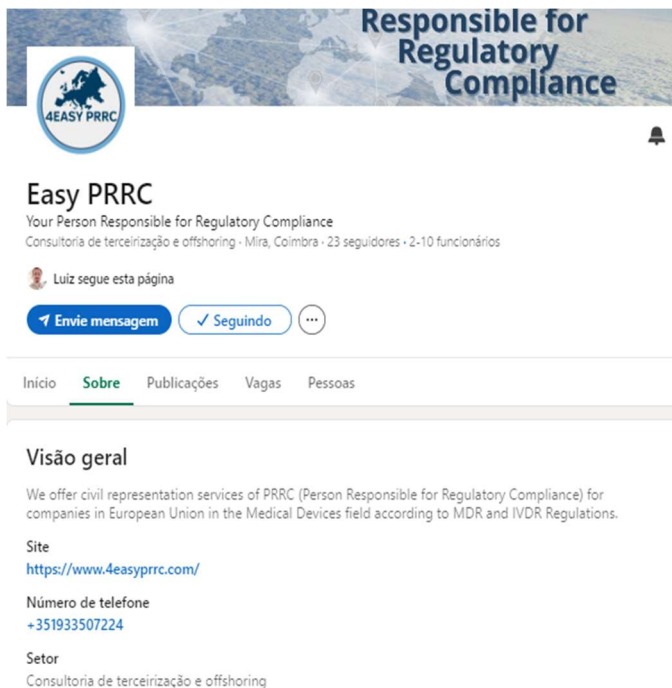 Responsible for
Regulatory
Compliance
4EASY PRRC
Easy PRRC
Your Person Responsible for Regulatory Compliance
Consultoria de terceirização e offshoring · Mira, Coimbra · 23 seguidores · 2-10 funcionários
Luiz segue esta página
Envie mensagem
✓ Seguindo
...
Início Sobre Publicações Vagas Pessoas
Visão geral
We offer civil representation services of PRRC (Person Responsible for Regulatory Compliance) for
companies in European Union in the Medical Devices field according to MDR and IVDR Regulations.
Site
https://www.4easyprrc.com/
Número de telefone
+351933507224
Setor
Consultoria de terceirização e offshoring